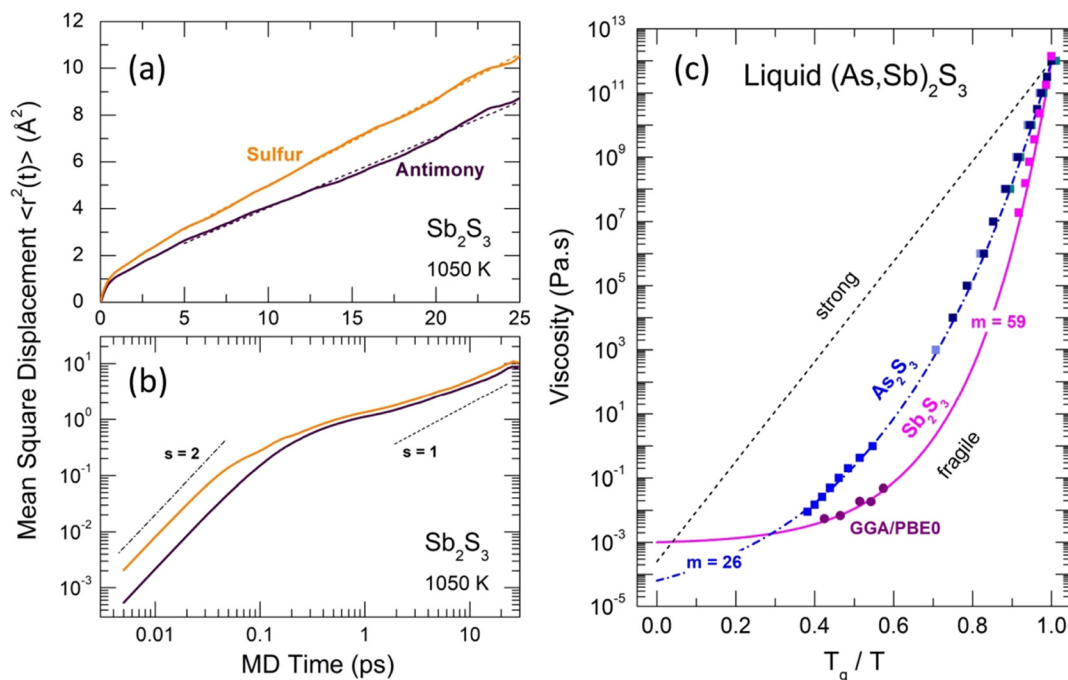 Mean Square Displacement <r²(t)> (Å²)
12
10
8
6
4
2
0
(a)
Sulfur
Antimony
Sb₂S₃
1050 K
0
5
10
15
20
25
10¹
10⁰
10⁻¹
10⁻²
10⁻³
(b)
s = 2
s = 1
Sb₂S₃
1050 K
0.01
0.1
1
10
MD Time (ps)
Viscosity (Pa.s)
10¹¹
10⁹
10⁷
10⁵
10³
10¹
10⁻¹
10⁻³
10⁻⁵
(c) Liquid (As,Sb)₂S₃
strong
m = 59
As₂S₃
Sb₂S₃
fragile
GGA/PBE0
m = 26
0.0
0.2
0.4
0.6
0.8
1.0
T_g / T